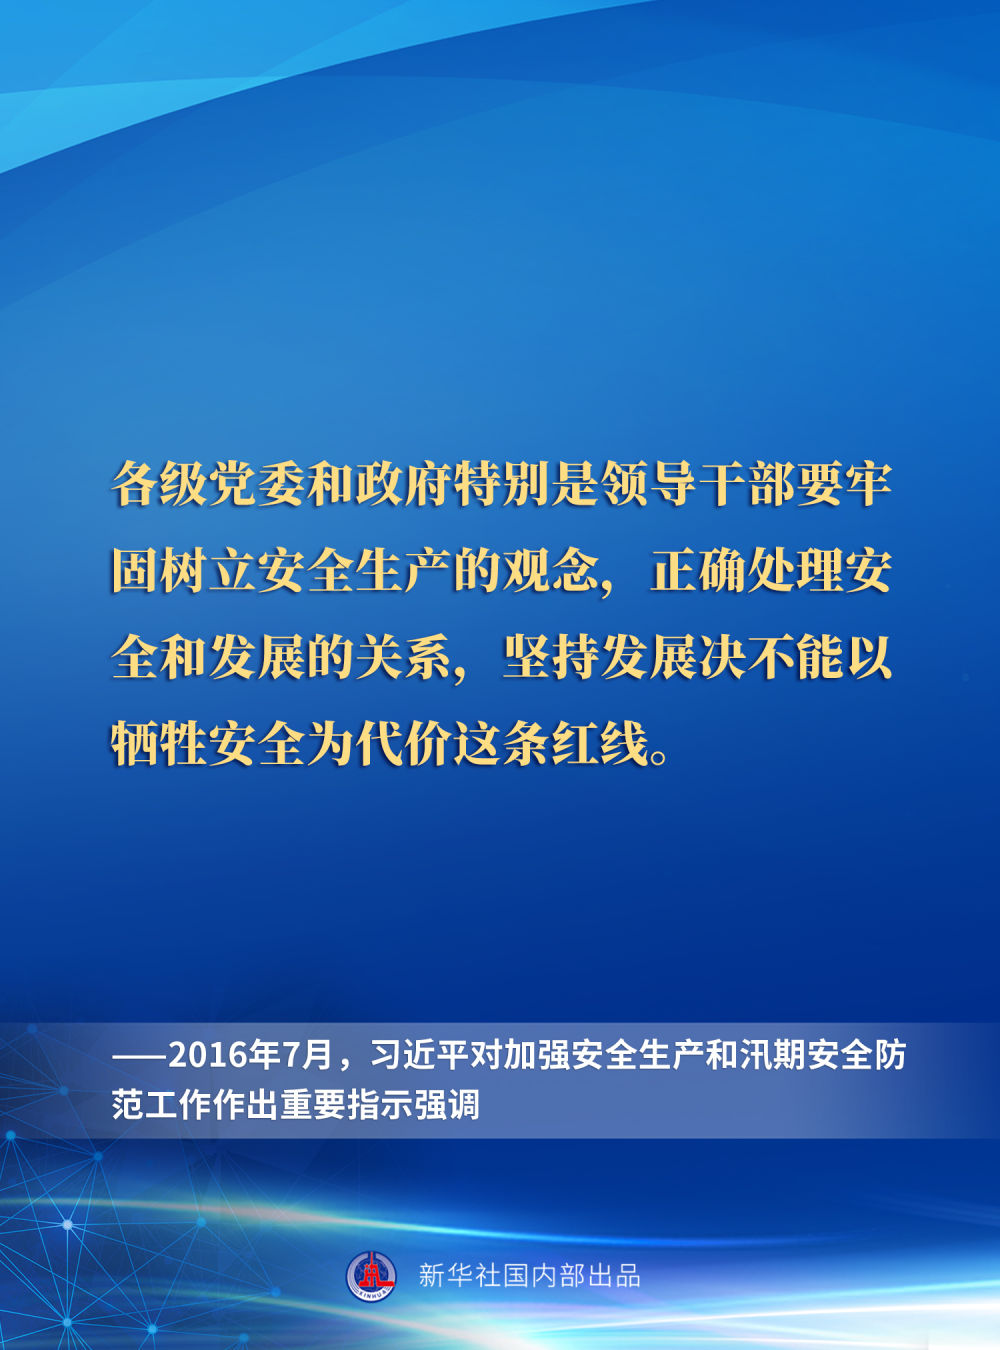 各级党委和政府特别是领导干部要牢
固树立安全生产的观念，正确处理安
全和发展的关系，坚持发展决不能以
牺牲安全为代价这条红线。
——2016年7月，习近平对加强安全生产和汛期安全防
范工作作出重要指示强调
XINHUA
新华社国内部出品